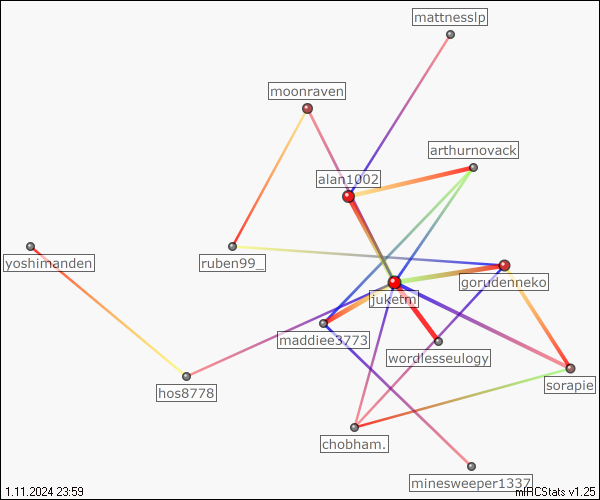 mattnesslp
moonraven
arthurnovack
alan1002
yoshimanden
ruben99_
gorudenneko
juketn
maddiee3773
wordlesseulogy
hos8778
sorapie
chobham.
minesweeper1337
1.11.2024 23:59
mIRCStats v1.25